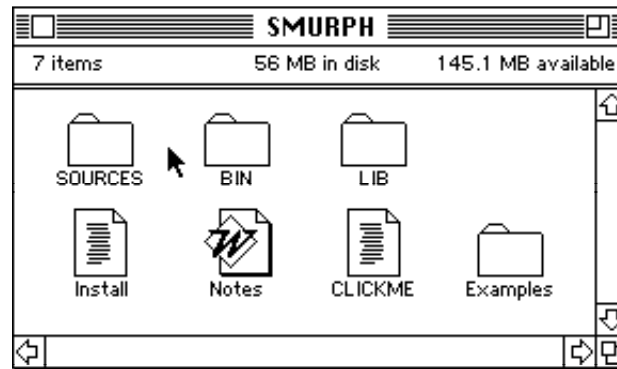 SMURPH
7 items 56 MB in disk 145.1 MB available
SOURCES BIN LIB
Install Notes CLICKME Examples